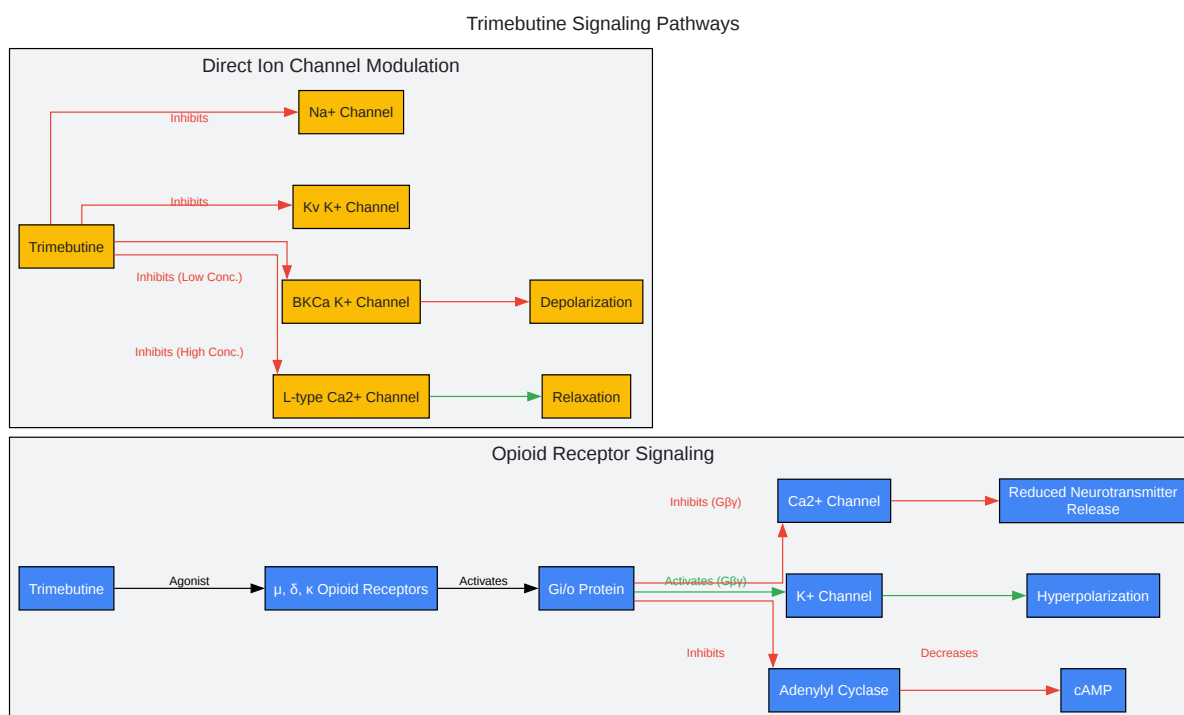 Trimebutine Signaling Pathways
Direct Ion Channel Modulation
Na+ Channel
Inhibits
Inhibits
Kv K+ Channel
Trimebutine
Inhibits (Low Conc.)
BKCa K+ Channel
Depolarization
Inhibits (High Conc.)
L-type Ca2+ Channel
Relaxation
Opioid Receptor Signaling
Inhibits (Gβγ)
Ca2+ Channel
Reduced Neurotransmitter
Release
Trimebutine
Agonist
μ, δ, κ Opioid Receptors
Activates
Gi/o Protein
Activates (Gβγ)
K+ Channel
Hyperpolarization
Inhibits
Adenylyl Cyclase
Decreases
cAMP